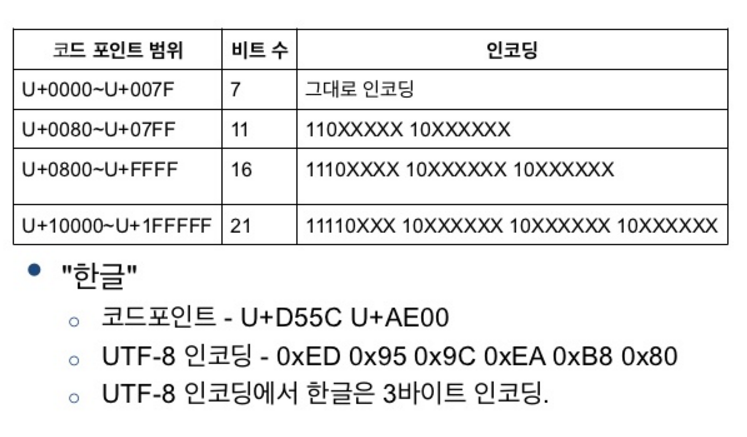 코드 포인트 범위 비트 수 인코딩
U+0000~U+007F 7 그대로 인코딩
U+0080~U+07FF 11 110XXXXX 10XXXXXX
U+0800~U+FFFF 16 1110XXXX 10XXXXXX 10XXXXXX
U+10000~U+1FFFFF 21 11110XXX 10XXXXXX 10XXXXXX 10XXXXXX
• "한글"
○ 코드포인트 - U+D55C U+AE00
○ UTF-8 인코딩 - 0xED 0x95 0x9C 0xEA 0xB8 0x80
○ UTF-8 인코딩에서 한글은 3바이트 인코딩.